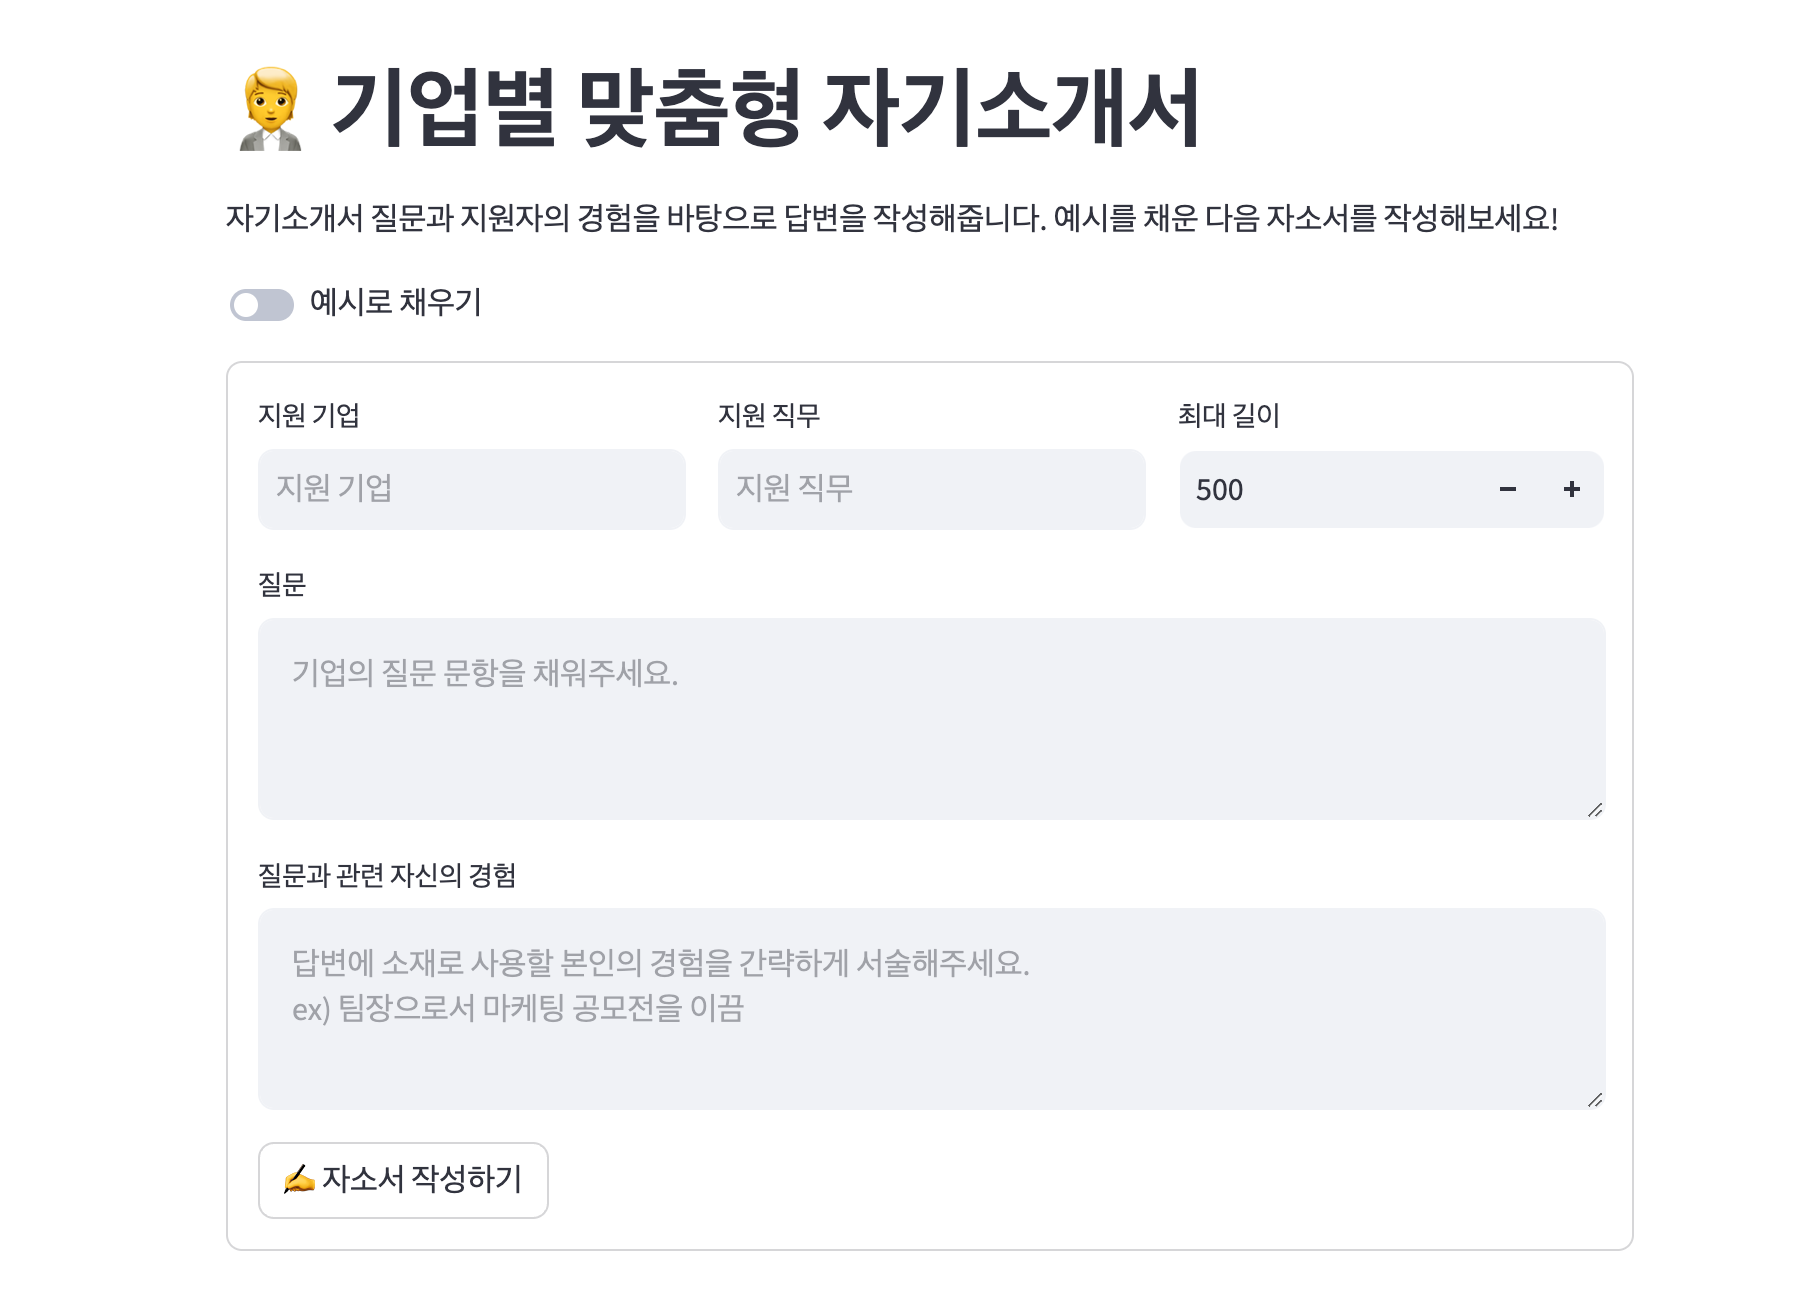 🧑‍💼 기업별 맞춤형 자기소개서
자기소개서 질문과 지원자의 경험을 바탕으로 답변을 작성해줍니다. 예시를 채운 다음 자소서를 작성해보세요!
예시로 채우기
지원 기업
지원 직무
최대 길이
지원 기업
지원 직무
500 − +
질문
기업의 질문 문항을 채워주세요.
질문과 관련 자신의 경험
답변에 소재로 사용할 본인의 경험을 간략하게 서술해주세요.
ex) 팀장으로서 마케팅 공모전을 이끔
✍️ 자소서 작성하기